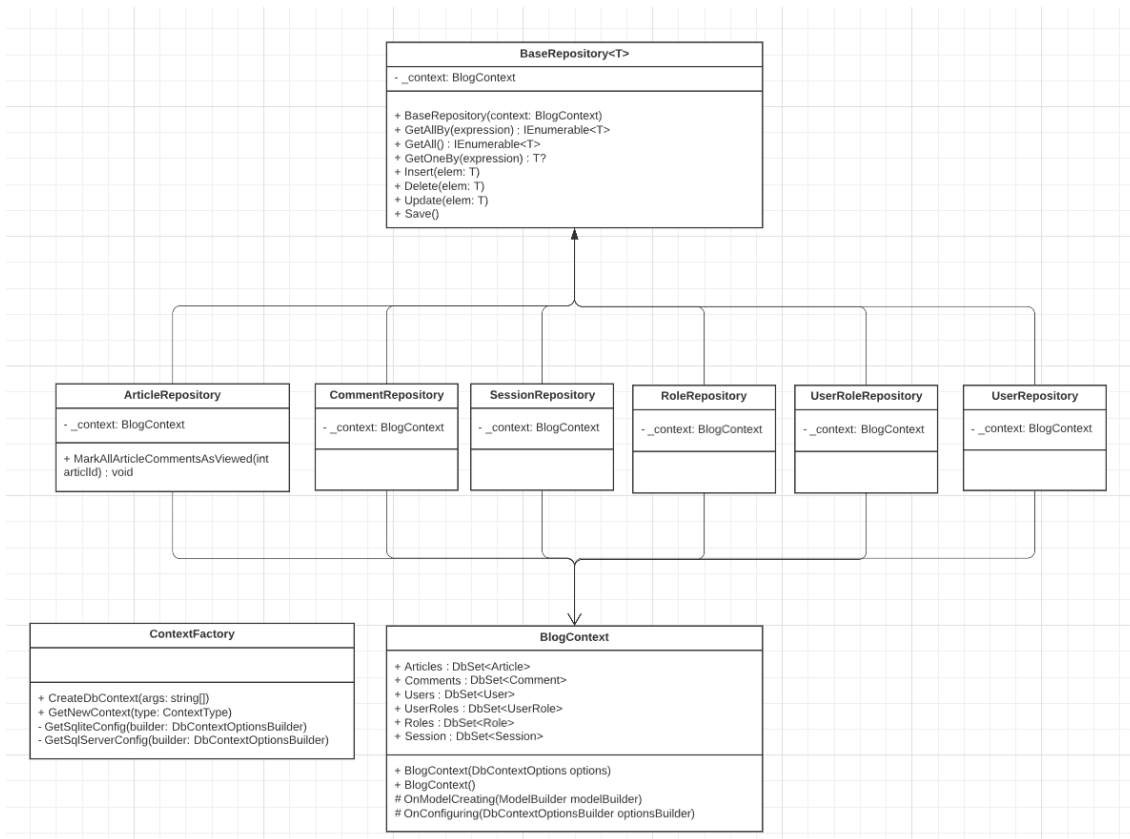 BaseRepository<T>
- _context: BlogContext
+ BaseRepository(context: BlogContext)
+ GetAllBy(expression) : IEnumerable<T>
+ GetAll() : IEnumerable<T>
+ GetOneBy(expression) : T?
+ Insert(elem: T)
+ Delete(elem: T)
+ Update(elem: T)
+ Save()
ArticleRepository
- _context: BlogContext
+ MarkAllArticleCommentsAsViewed(int
articlId) : void
CommentRepository
- _context: BlogContext
SessionRepository
- _context: BlogContext
RoleRepository
- _context: BlogContext
UserRoleRepository
- _context: BlogContext
UserRepository
- _context: BlogContext
ContextFactory
+ CreateDbContext(args: string[])
+ GetNewContext(type: ContextType)
- GetSqliteConfig(builder: DbContextOptionsBuilder)
- GetSqlServerConfig(builder: DbContextOptionsBuilder)
BlogContext
+ Articles : DbSet<Article>
+ Comments : DbSet<Comment>
+ Users : DbSet<User>
+ UserRoles : DbSet<UserRole>
+ Roles : DbSet<Role>
+ Session : DbSet<Session>
+ BlogContext(DbContextOptions options)
+ BlogContext()
# OnModelCreating(ModelBuilder modelBuilder)
# OnConfiguring(DbContextOptionsBuilder optionsBuilder)